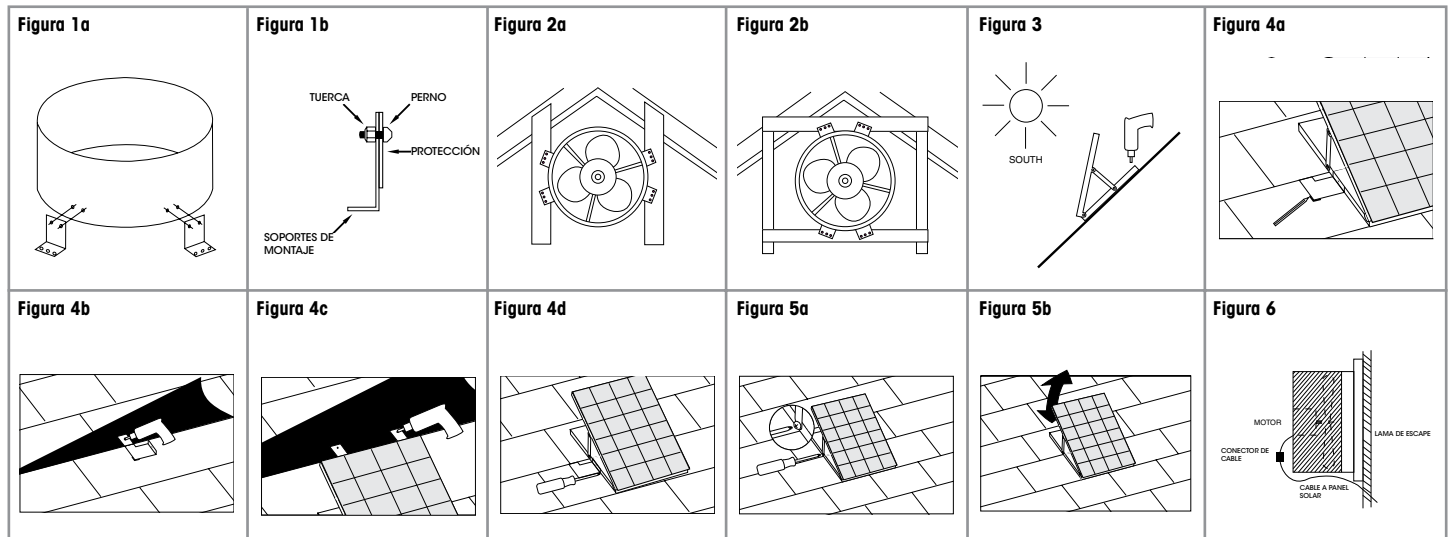 Figura 1a
Figura 1b
TUERCA
PERNO
PROTECCIÓN
SOPORTES DE
MONTAJE
Figura 2a
Figura 2b
Figura 3
SOUTH
Figura 4a
Figura 4b
Figura 4c
Figura 4d
Figura 5a
Figura 5b
Figura 6
MOTOR
LAMA DE ESCAPE
CONECTOR DE
CABLE
CABLE A PANEL
SOLAR